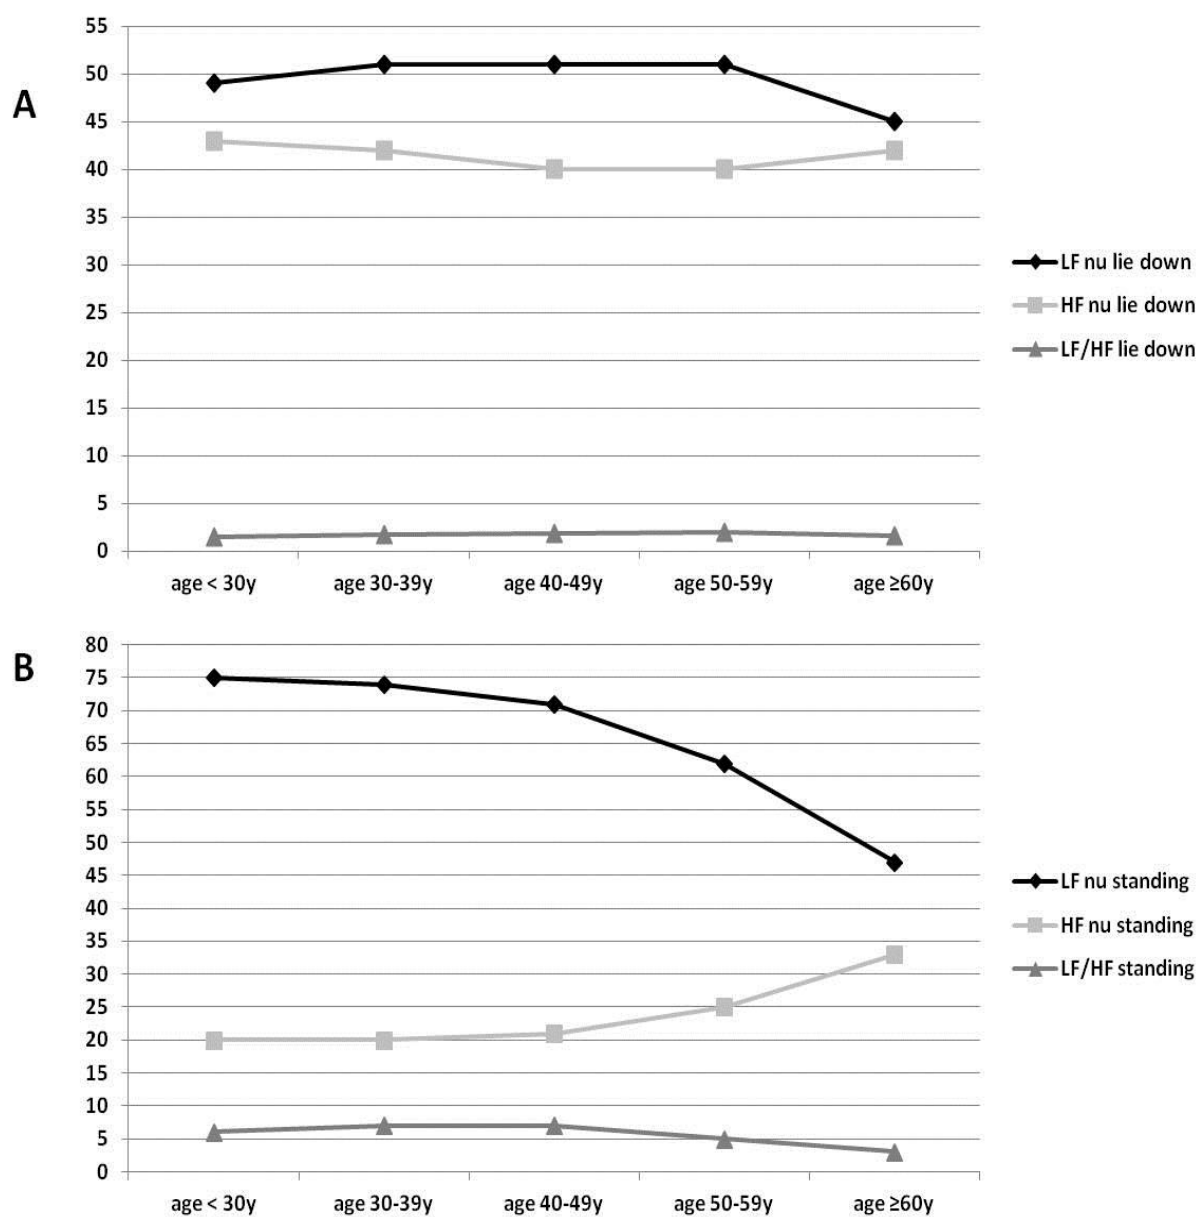 A
55
50
45
40
35
30
25
20
15
10
5
0
age < 30y age 30-39y age 40-49y age 50-59y age ≥60y
LF nu lie down
HF nu lie down
LF/HF lie down
B
80
75
70
65
60
55
50
45
40
35
30
25
20
15
10
5
0
age < 30y age 30-39y age 40-49y age 50-59y age ≥60y
LF nu standing
HF nu standing
LF/HF standing